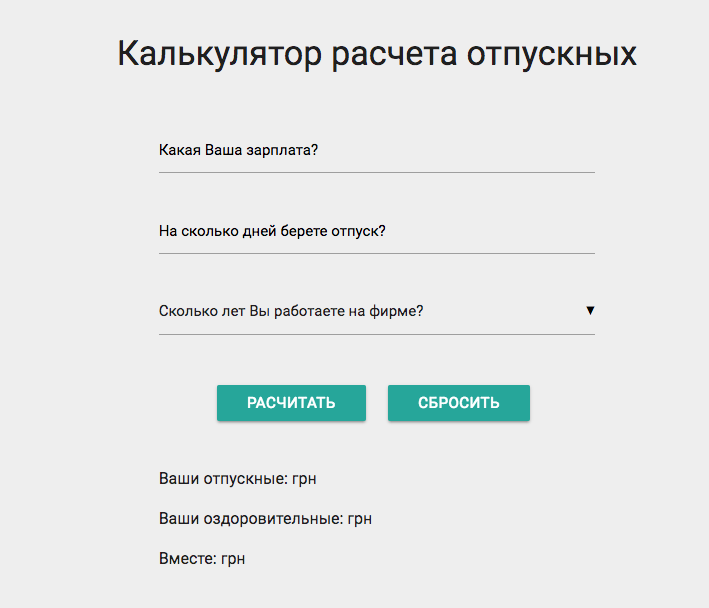 Калькулятор расчета отпускных
Какая Ваша зарплата?
На сколько дней берете отпуск?
Сколько лет Вы работаете на фирме? ▼
РАСЧИТАТЬ СБРОСИТЬ
Ваши отпускные: грн
Ваши оздоровительные: грн
Вместе: грн